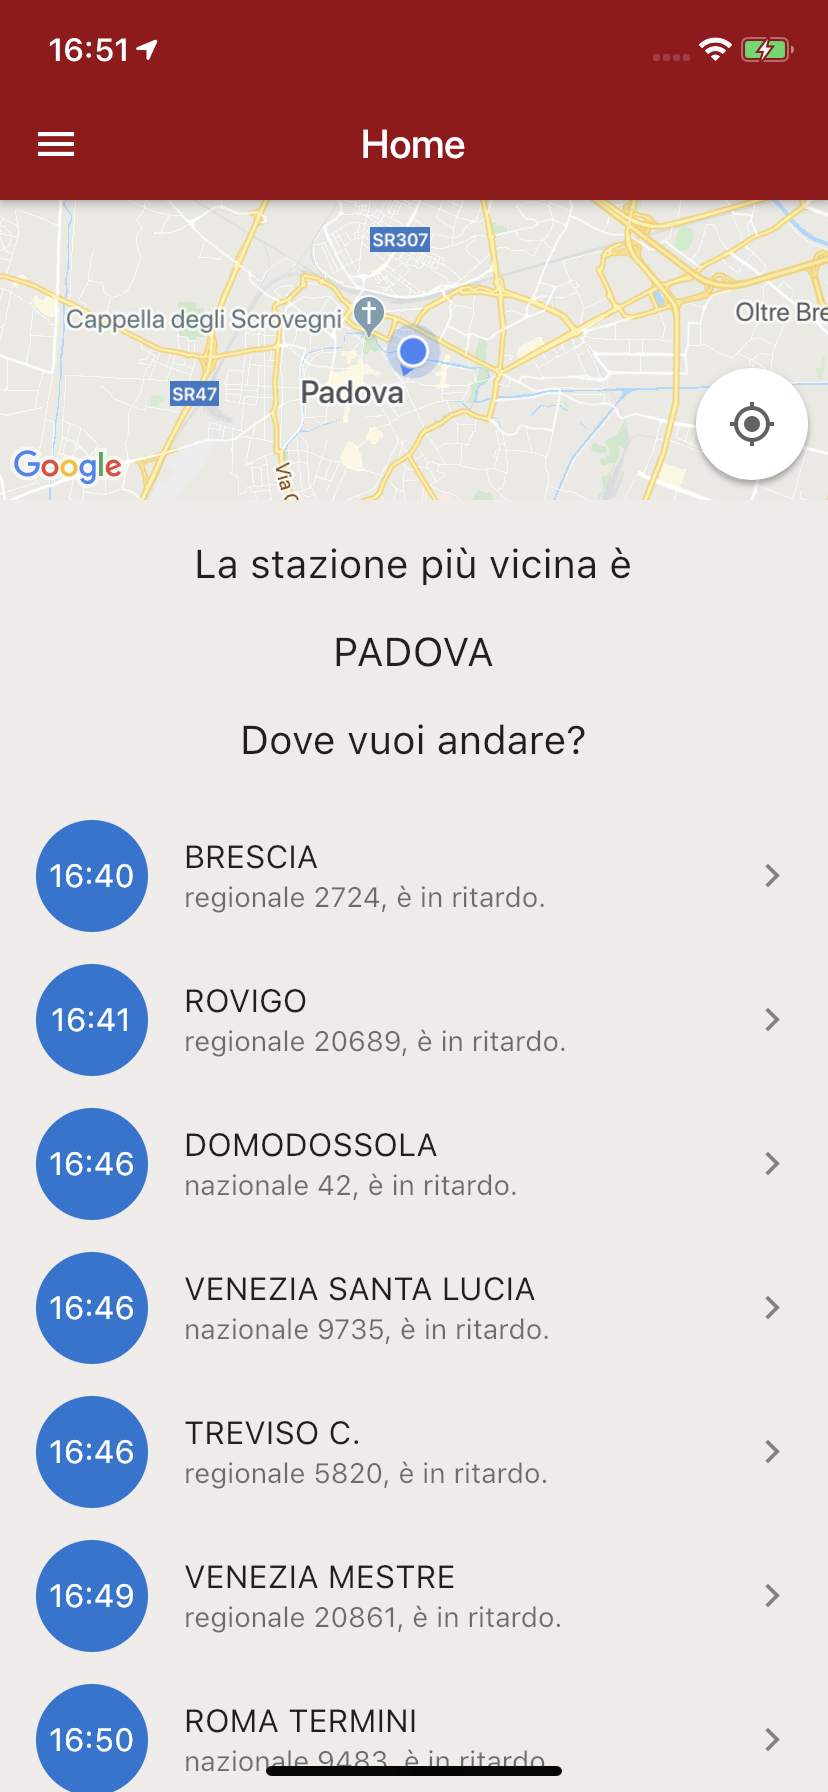 16:51
Home
SR307
Cappella degli Scrovegni
Oltre Bre
SR47
Padova
Google
Via C
La stazione più vicina è
PADOVA
Dove vuoi andare?
16:40
BRESCIA
regionale 2724, è in ritardo.
16:41
ROVIGO
regionale 20689, è in ritardo.
16:46
DOMODOSSOLA
nazionale 42, è in ritardo.
16:46
VENEZIA SANTA LUCIA
nazionale 9735, è in ritardo.
16:46
TREVISO C.
regionale 5820, è in ritardo.
16:49
VENEZIA MESTRE
regionale 20861, è in ritardo.
16:50
ROMA TERMINI
nazionale 9483, è in ritardo.